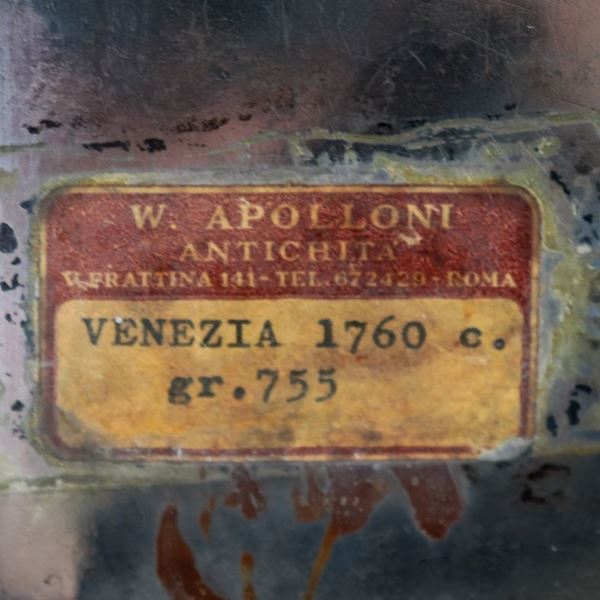 W. APOLLONI
ANTICHITA'
V. FRATTINA 141 - TEL. 672429 - ROMA
VENEZIA 1760 c.
gr.755